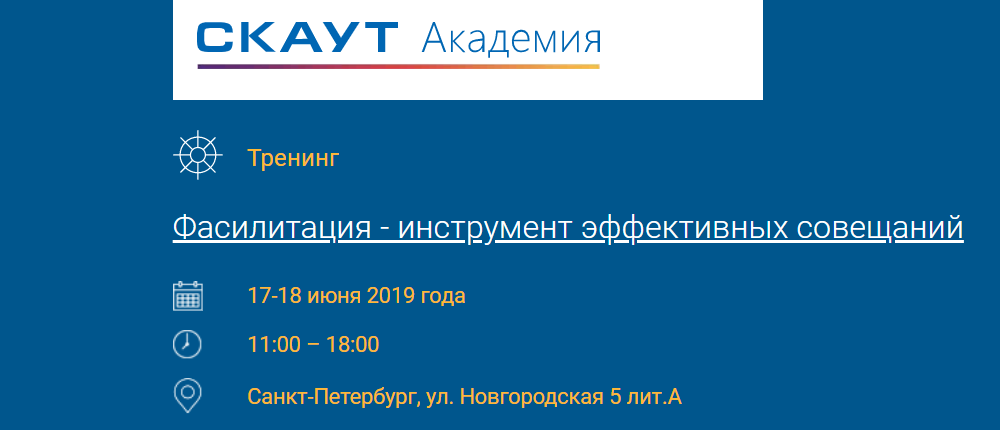 СКАУТ Академия
Тренинг
Фасилитация - инструмент эффективных совещаний
17-18 июня 2019 года
11:00 – 18:00
Санкт-Петербург, ул. Новгородская 5 лит.А